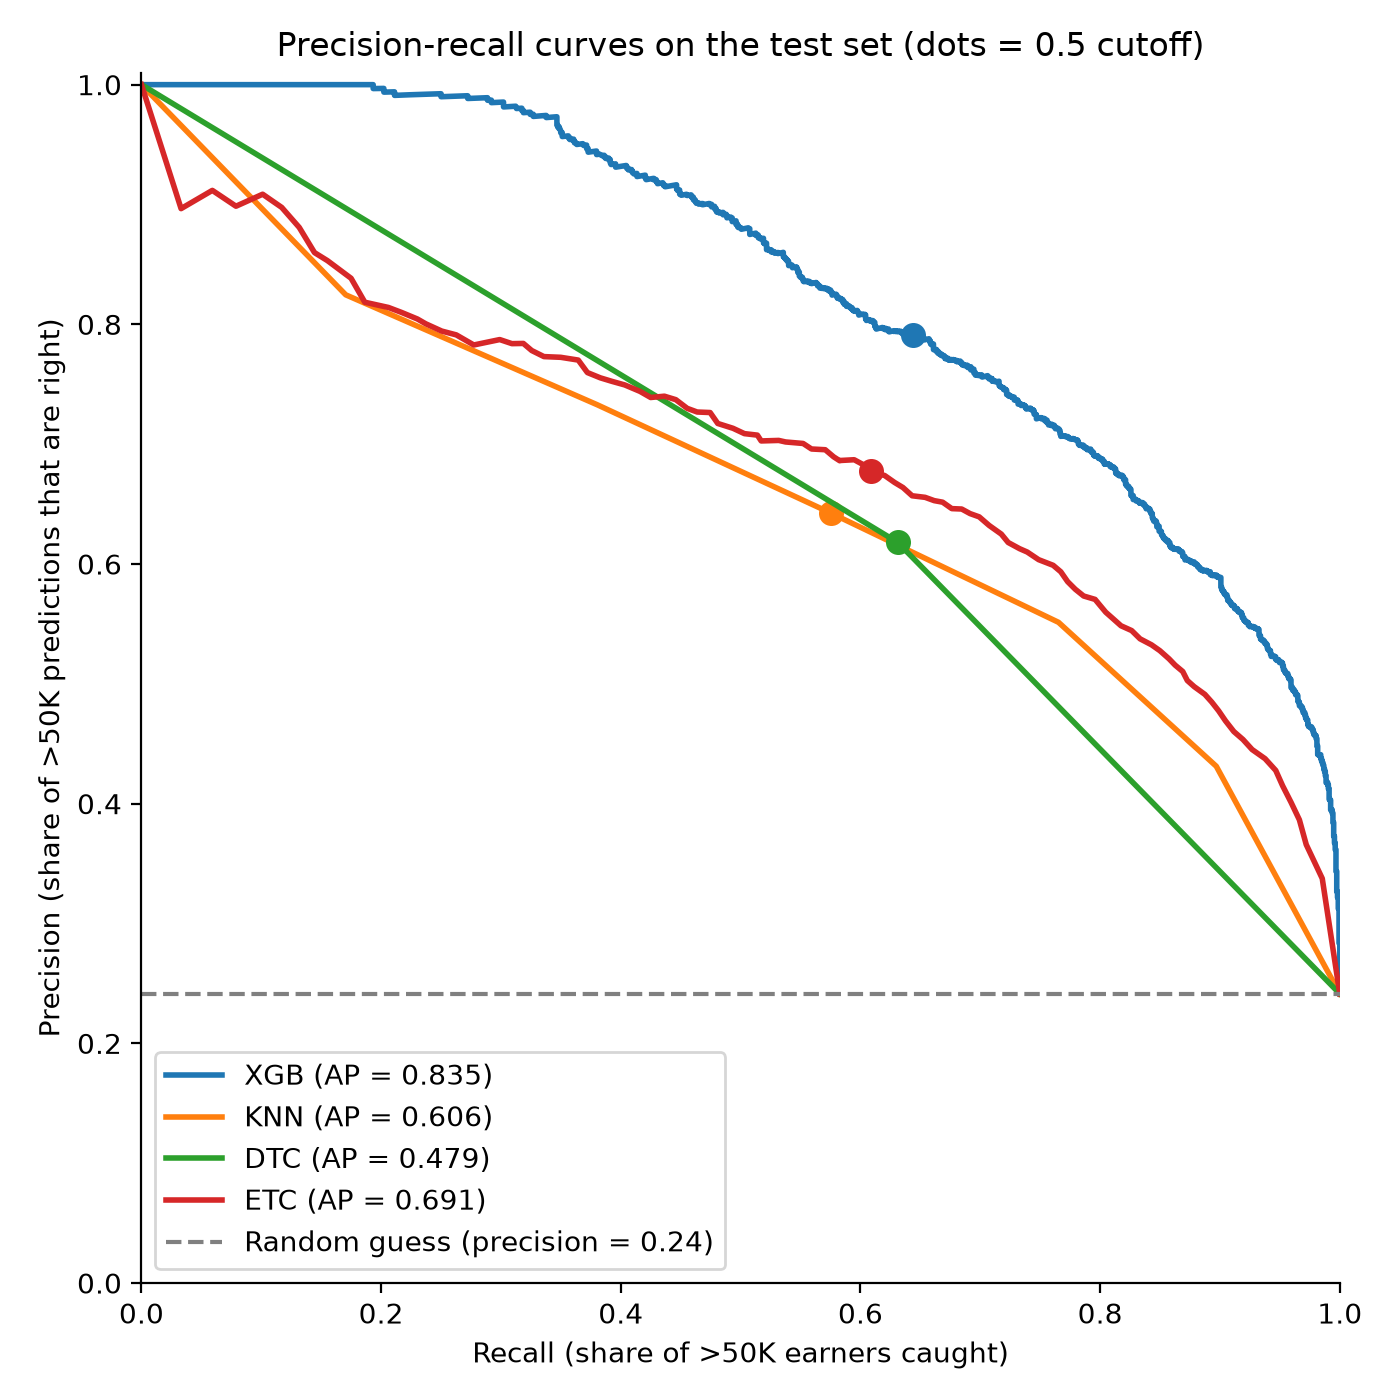 Precision-recall curves on the test set (dots = 0.5 cutoff)
Precision (share of >50K predictions that are right)
1.0
0.8
0.6
0.4
0.2
0.0
XGB (AP = 0.835)
KNN (AP = 0.606)
DTC (AP = 0.479)
ETC (AP = 0.691)
Random guess (precision = 0.24)
0.0 0.2 0.4 0.6 0.8 1.0
Recall (share of >50K earners caught)